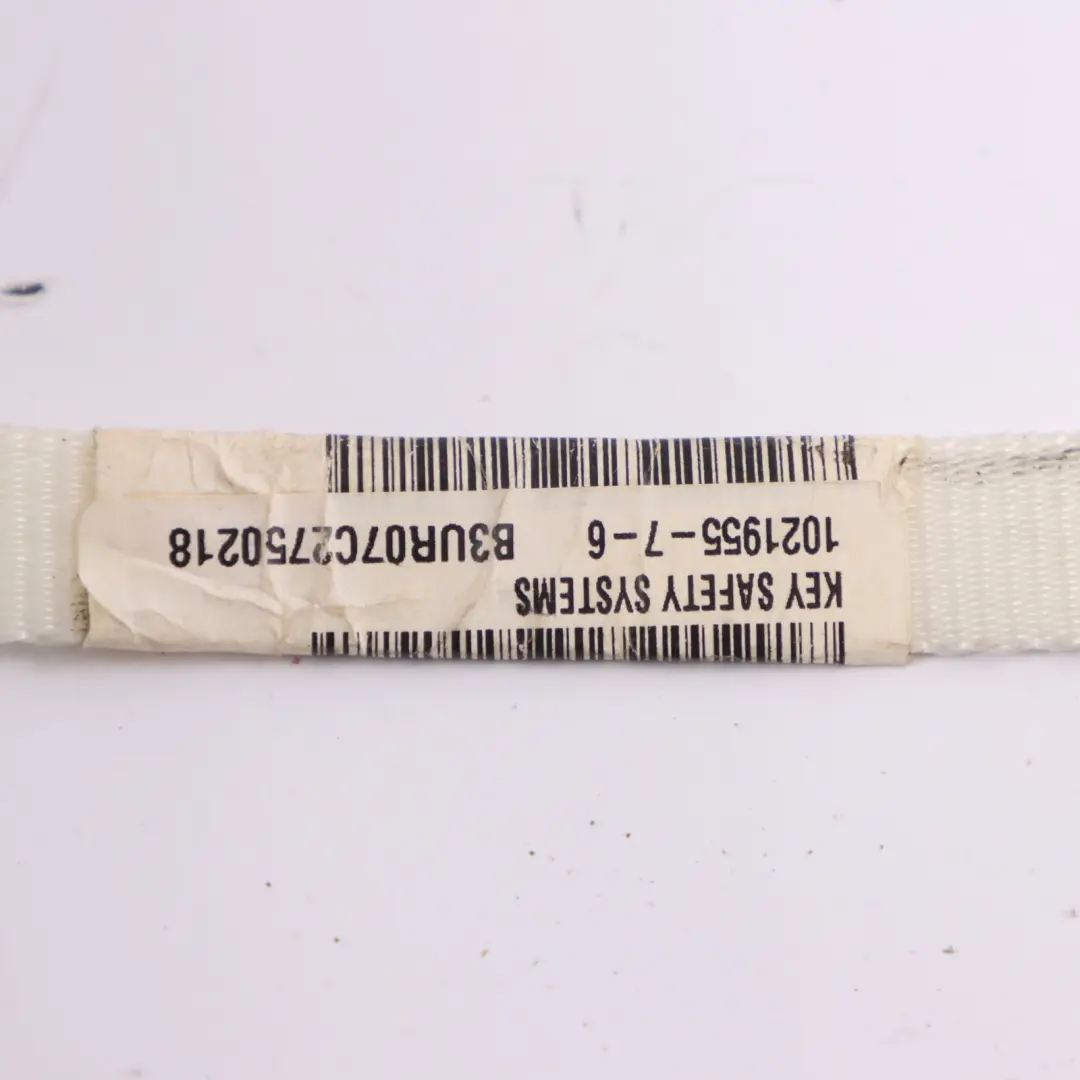 KEY SAFETY SYSTEMS
1021955-7-6 B3UR07C2750218